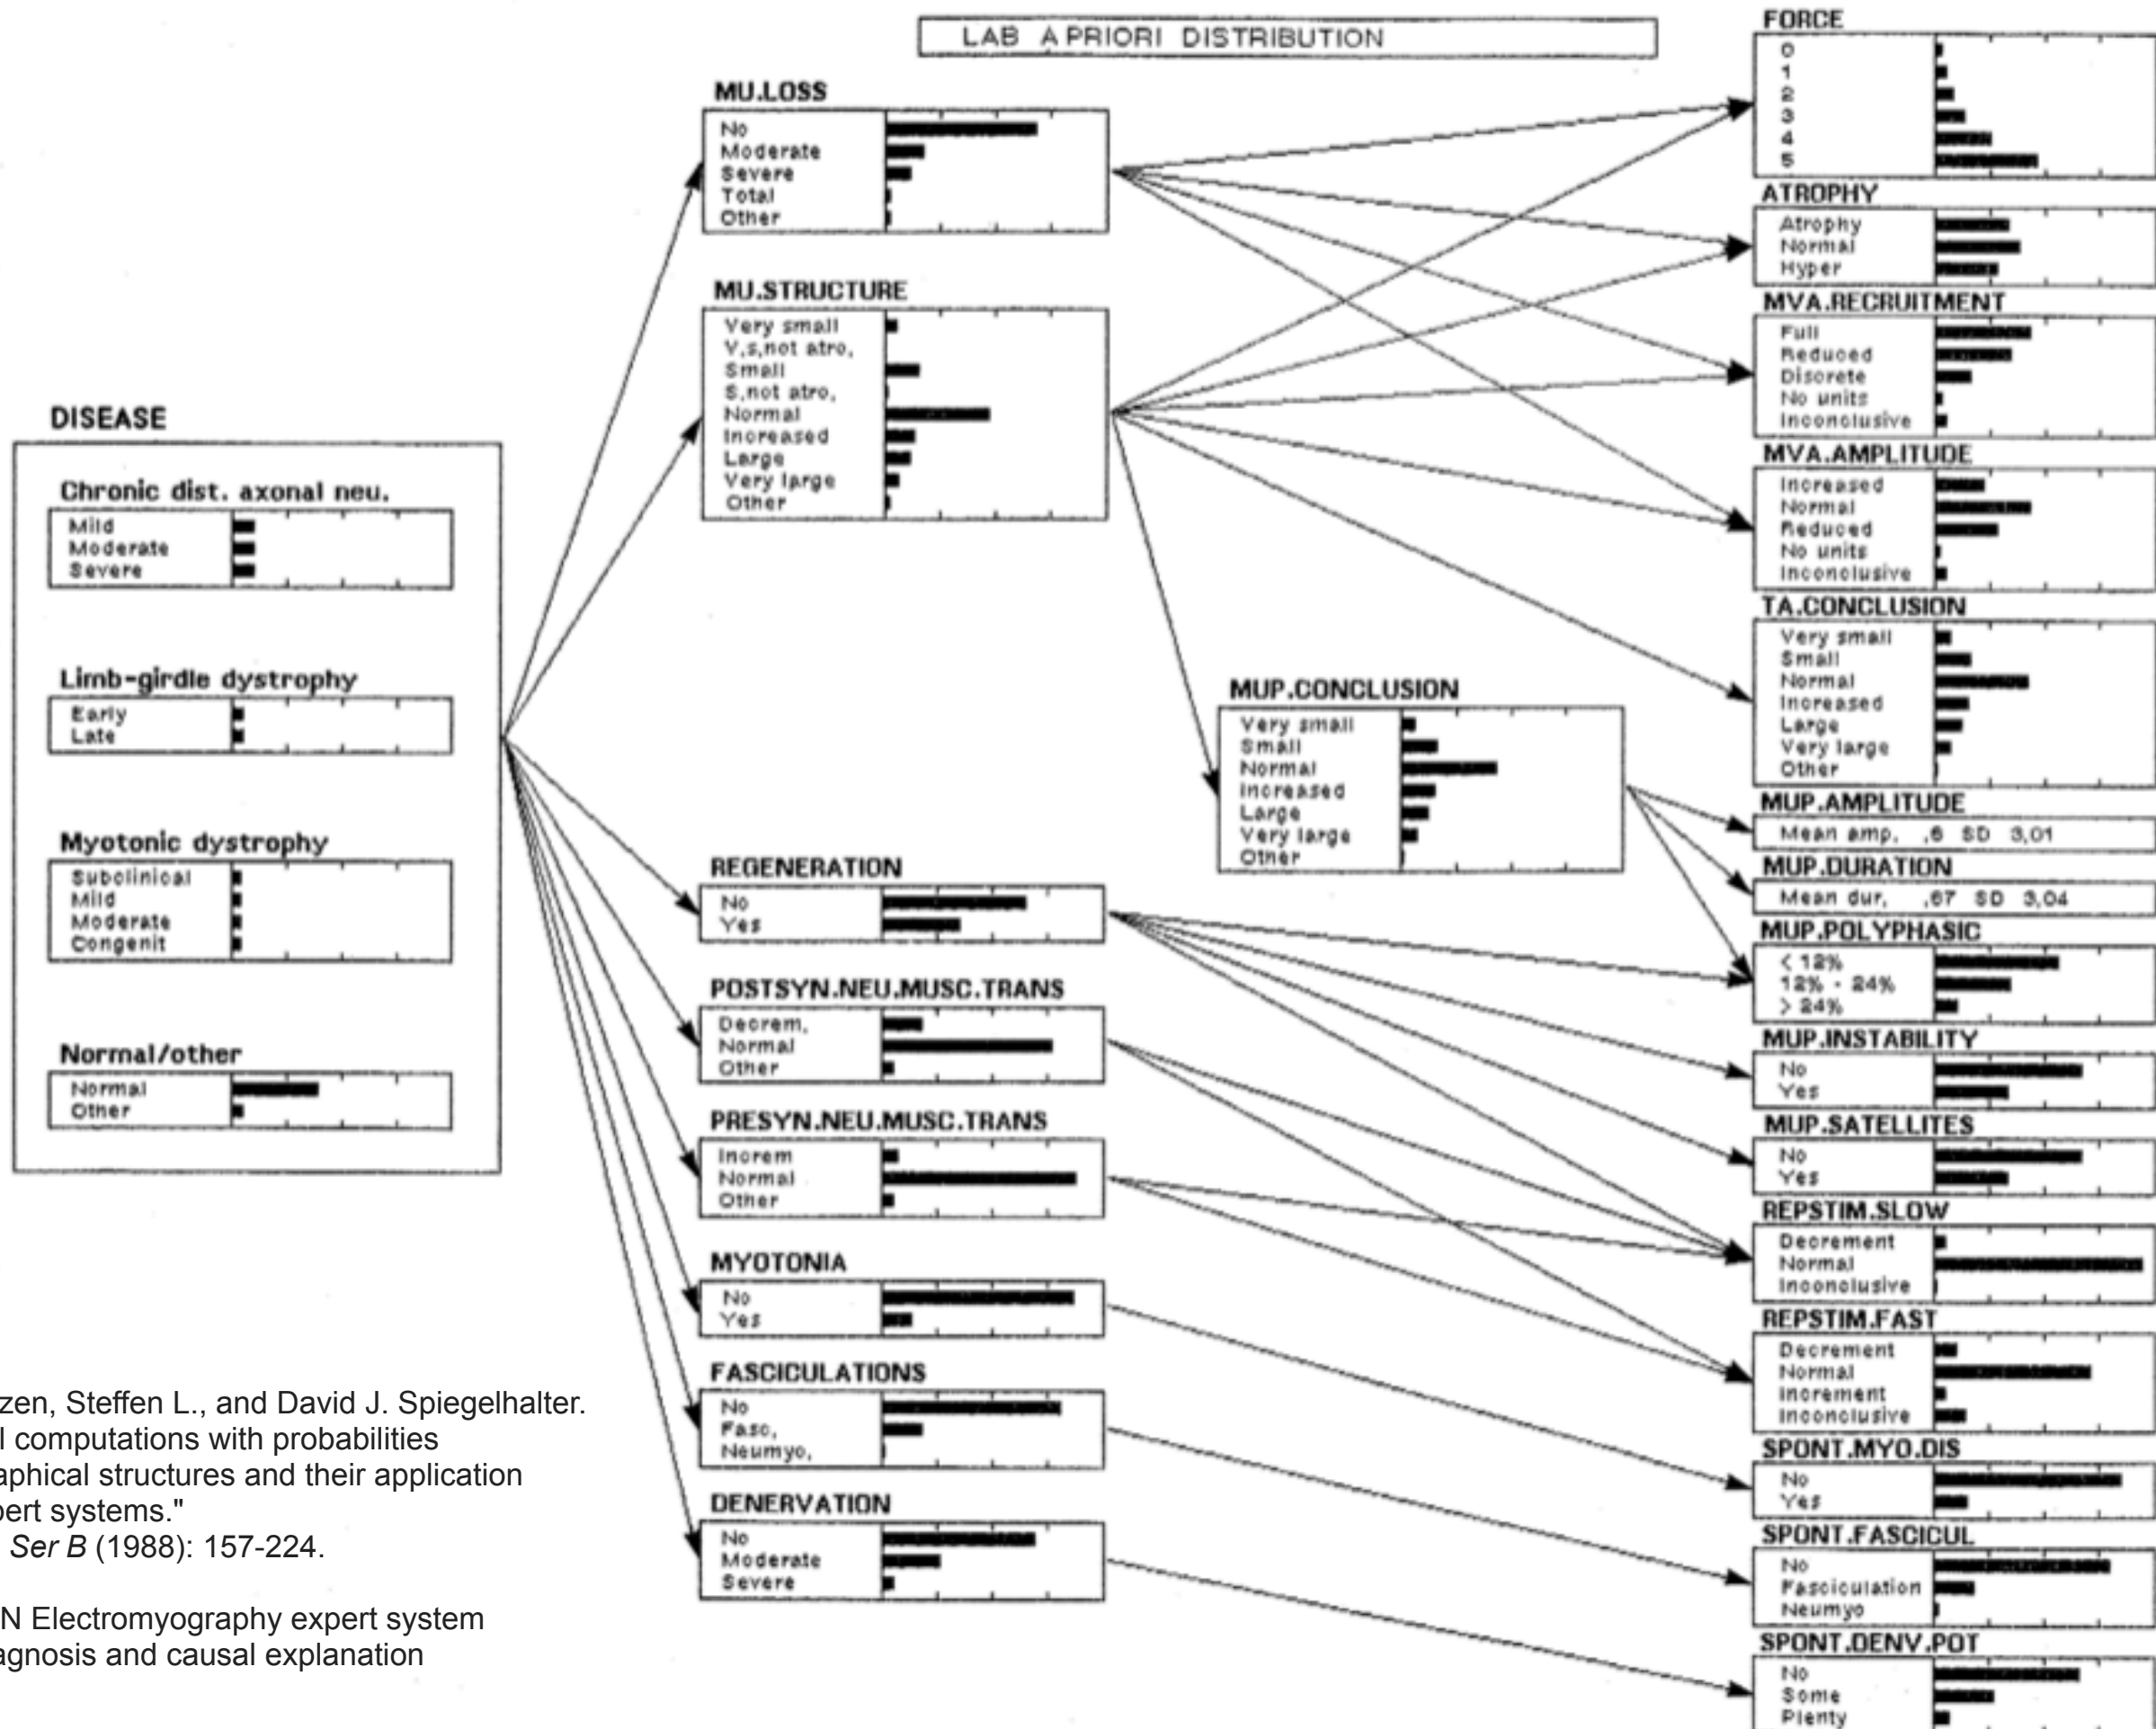 LAB APRIORI DISTRIBUTION
DISEASE
Chronic dist. axonal neu.
Mild
Moderate
Severe
Limb-girdle dystrophy
Early
Late
Myotonic dystrophy
Subclinical
Mild
Moderate
Congenit
Normal/other
Normal
Other
MU.LOSS
No
Moderate
Severe
Total
Other
MU.STRUCTURE
Very small
V,s,not atro,
Small
S,not atro,
Normal
Increased
Large
Very large
Other
REGENERATION
No
Yes
POSTSYN.NEU.MUSC.TRANS
Decrem,
Normal
Other
PRESYN.NEU.MUSC.TRANS
Increm
Normal
Other
MYOTONIA
No
Yes
FASCICULATIONS
No
Fasc,
Neumyo,
DENERVATION
No
Moderate
Severe
MUP.CONCLUSION
Very small
Small
Normal
Increased
Large
Very large
Other
FORCE
0
1
2
3
4
5
ATROPHY
Atrophy
Normal
Hyper
MVA.RECRUITMENT
Full
Reduced
Discrete
No units
Inconclusive
MVA.AMPLITUDE
Increased
Normal
Reduced
No units
Inconclusive
TA.CONCLUSION
Very small
Small
Normal
Increased
Large
Very large
Other
MUP.AMPLITUDE
Mean amp, ,6 SD 3,01
MUP.DURATION
Mean dur, ,67 SD 3,04
MUP.POLYPHASIC
< 12%
12% - 24%
> 24%
MUP.INSTABILITY
No
Yes
MUP.SATELLITES
No
Yes
REPSTIM.SLOW
Decrement
Normal
Inconclusive
REPSTIM.FAST
Decrement
Normal
Increment
Inconclusive
SPONT.MYO.DIS
No
Yes
SPONT.FASCICUL
No
Fasciculation
Neumyo
SPONT.DENV.POT
No
Some
Plenty
zen, Steffen L., and David J. Spiegelhalter.
l computations with probabilities
aphical structures and their application
pert systems."
Ser B (1988): 157-224.
N Electromyography expert system
agnosis and causal explanation